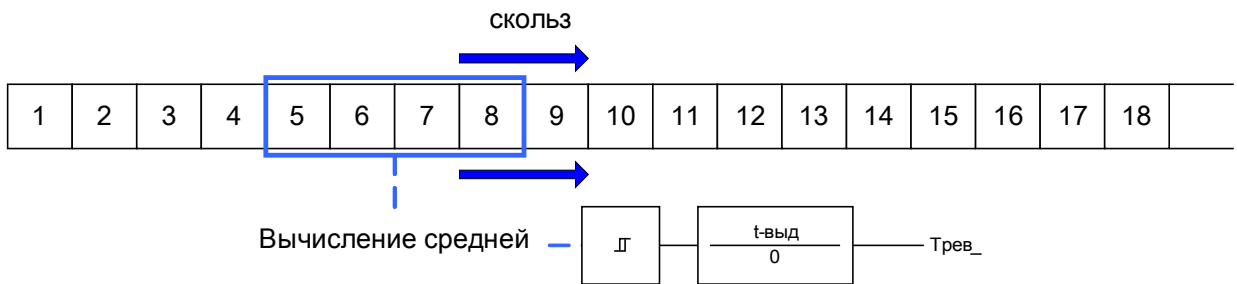 скольз
1 2 3 4 5 6 7 8 9 10 11 12 13 14 15 16 17 18
Вычисление средней
t-выд
0
Трев_